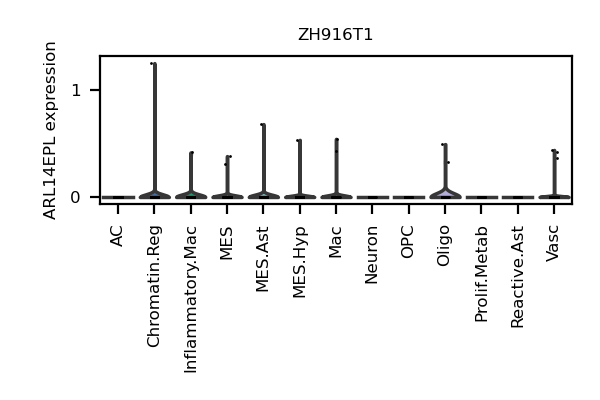 ZH916T1
ARL14EPL expression
1
0
AC
Chromatin.Reg
Inflammatory.Mac
MES
MES.Ast
MES.Hyp
Mac
Neuron
OPC
Oligo
Prolif.Metab
Reactive.Ast
Vasc